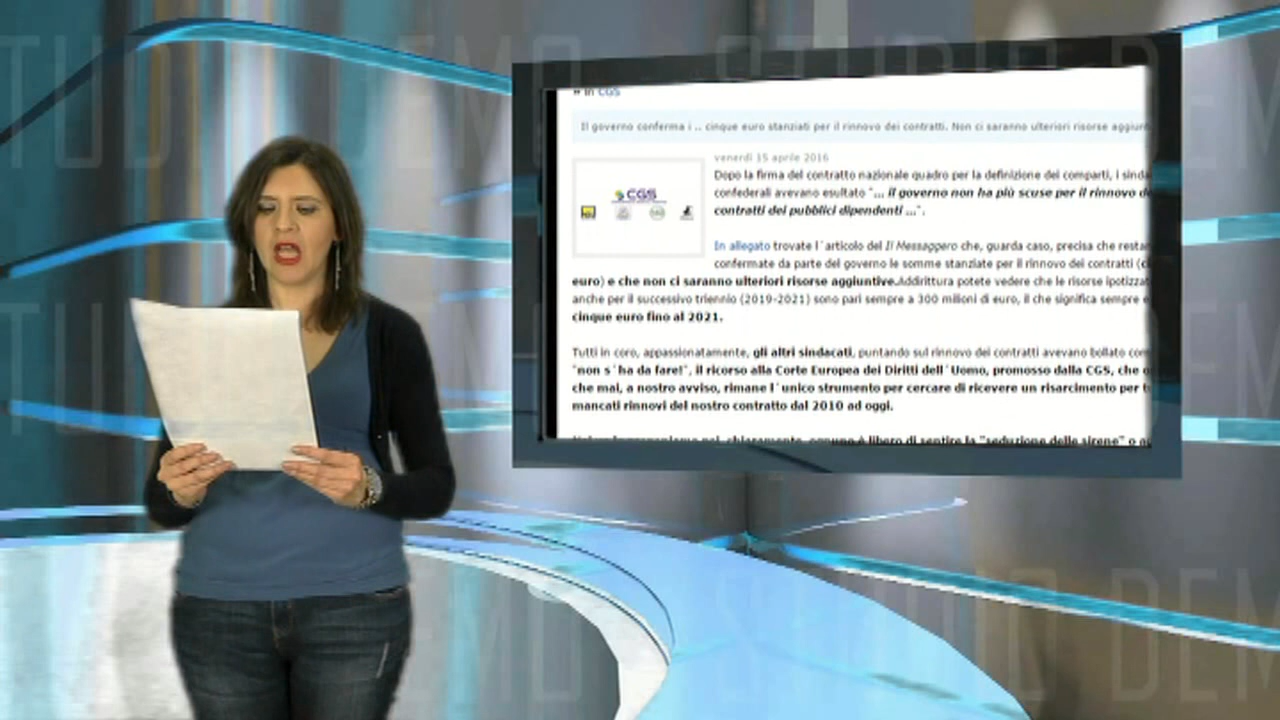 in CGS
Il governo conferma i .. cinque euro stanziati per il rinnovo dei contratti. Non ci saranno ulteriori risorse
venerdì 15 aprile 2016
Dopo la firma del contratto nazionale quadro per la definizione dei comparti, i
CGS
confederali avevano esultato "... il governo non ha più scuse per il rinnovo
contratti dei pubblici dipendenti ...".
In allegato trovate l´articolo del Il Messaggero che, guarda caso, precisa che
confermate da parte del governo le somme stanziate per il rinnovo dei contratti
euro) e che non ci saranno ulteriori risorse aggiuntive.Addirittura potete vedere che le risorse
anche per il successivo triennio (2019-2021) sono pari sempre a 300 milioni di euro, il che significa sempre e
cinque euro fino al 2021.
Tutti in coro, appassionatamente, gli altri sindacati, puntando sul rinnovo dei contratti avevano bollato
"non s´ha da fare!", il ricorso alla Corte Europea dei Diritti dell´Uomo, promosso dalla CGS, che
che mai, a nostro avviso, rimane l´unico strumento per cercare di ricevere un risarcimento per
mancati rinnovi del nostro contratto dal 2010 ad oggi.
è libero di sentire la "seduzione delle sirene" o
STUDIO DEMO